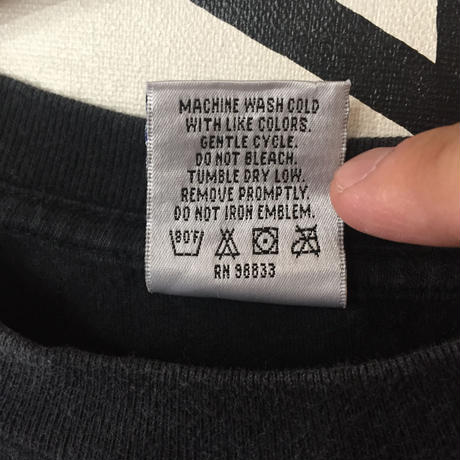 MACHINE WASH COLD
WITH LIKE COLORS.
GENTLE CYCLE.
DO NOT BLEACH.
TUMBLE DRY LOW.
REMOVE PROMPTLY.
DO NOT IRON EMBLEM.
80°F
RN 98833